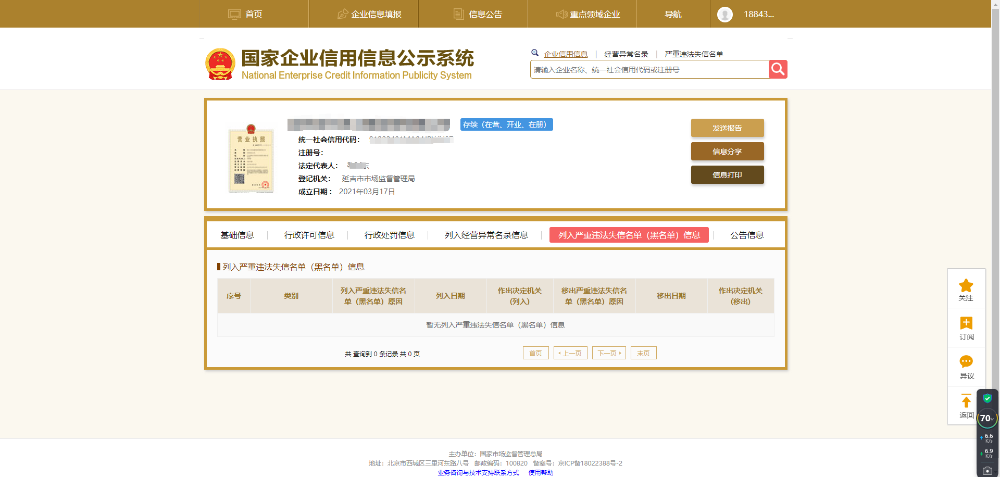 首页
企业信息填报
信息公告
重点领域企业
导航
18843...
国家企业信用信息公示系统
National Enterprise Credit Information Publicity System
企业信用信息 | 经营异常名录 | 严重违法失信名单
请输入企业名称、统一社会信用代码或注册号
存续（在营、开业、在册）
营业执照
统一社会信用代码：
注册号：
法定代表人：
登记机关： 延吉市市场监督管理局
成立日期： 2021年03月17日
发送报告
信息分享
信息打印
基础信息
行政许可信息
行政处罚信息
列入经营异常名录信息
列入严重违法失信名单（黑名单）信息
公告信息
列入严重违法失信名单（黑名单）信息
序号
类别
列入严重违法失信名
单（黑名单）原因
列入日期
作出决定机关
(列入)
移出严重违法失信名
单（黑名单）原因
移出日期
作出决定机关
(移出)
暂无列入严重违法失信名单（黑名单）信息
共 查询到 0 条记录 共 0 页
首页
上一页
下一页
末页
关注
订阅
异议
返回
70%
6.6
K/s
6.9
K/s
主办单位：国家市场监督管理总局
地址：北京市西城区三里河东路八号 邮政编码：100820 备案号：京ICP备18022388号-2
业务咨询与技术支持联系方式 使用帮助